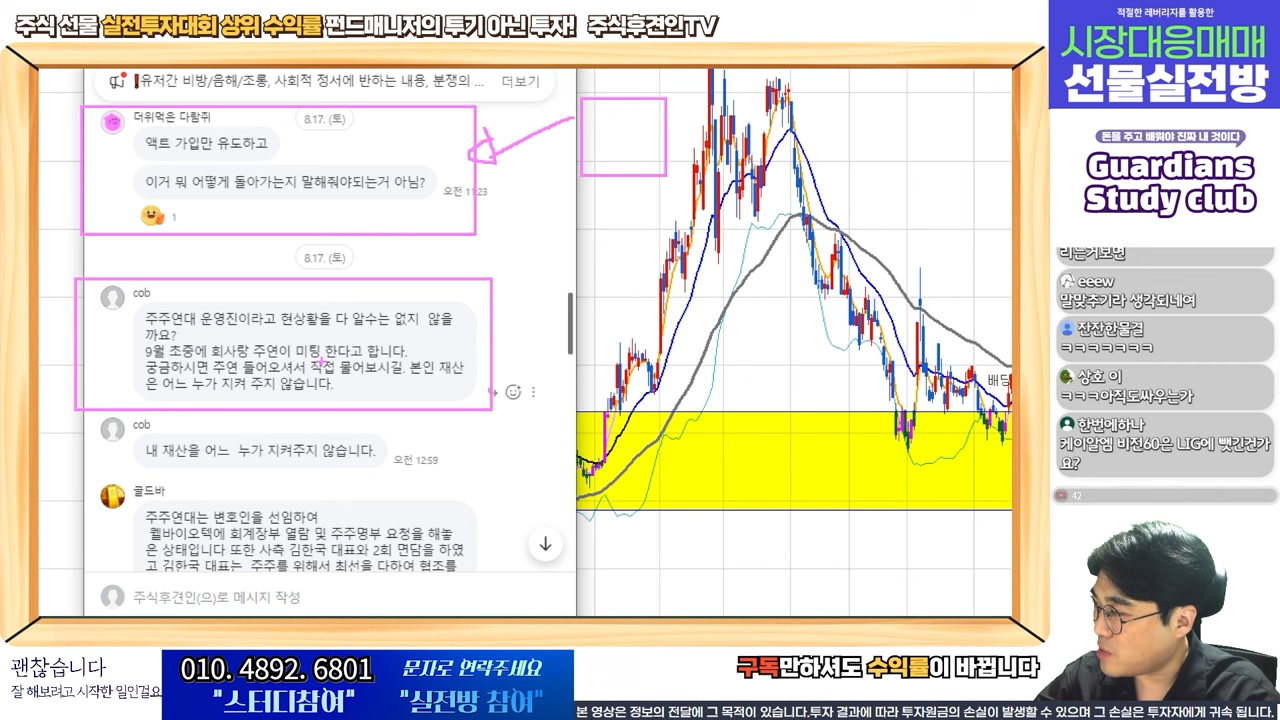 주식 선물 실전투자대회 상위 수익률 펀드매니저의 투기 아닌 투자! 주식후견인TV
유저간 비방/음해/조롱, 사회적 정서에 반하는 내용, 분쟁의 ... 더보기
더위먹은 다람쥐
8.17. (토)
액트 가입만 유도하고
이거 뭐 어떻게 돌아가는지 말해줘야되는거 아님?
오전 11:23
1
8.17. (토)
cob
주주연대 운영진이라고 현상황을 다 알수는 없지 않을
까요?
9월 초중에 회사랑 주연이 미팅 한다고 합니다.
궁금하시면 주연 들어오셔서 직접 물어보시길. 본인 재산
은 어느 누가 지켜 주지 않습니다.
cob
내 재산을 어느 누가 지켜주지 않습니다.
오전 12:59
골드바
주주연대는 변호인을 선임하여
웰바이오텍에 회계장부 열람 및 주주명부 요청을 해놓
은 상태입니다 또한 사측 김한국 대표와 2회 면담을 하였
고 김한국 대표는 주주를 위해서 최선을 다하여 협조를
주식후견인(으)로 메시지 작성
배당
적절한 레버리지를 활용한
시장대응매매
선물실전방
돈을 주고 배워야 진짜 내 것이다
Guardians
Study club
리는거보면
eeew
말맞추기라 생각되네여
잔잔한물결
ㅋㅋㅋㅋㅋㅋㅋ
상호 이
ㅋㅋㅋ아직도싸우는가
한번에하나
케이알엠 비전60은 LIG에 뺏긴건가
요?
42
괜찮습니다
잘 해보려고 시작한 일인걸요
010. 4892. 6801 문자로 연락주세요
"스터디참여" "실전방 참여"
구독만하셔도 수익률이 바뀝니다
본 영상은 정보의 전달에 그 목적이 있습니다.투자 결과에 따라 투자원금의 손실이 발생할 수 있으며 그 손실은 투자자에게 귀속 됩니다.